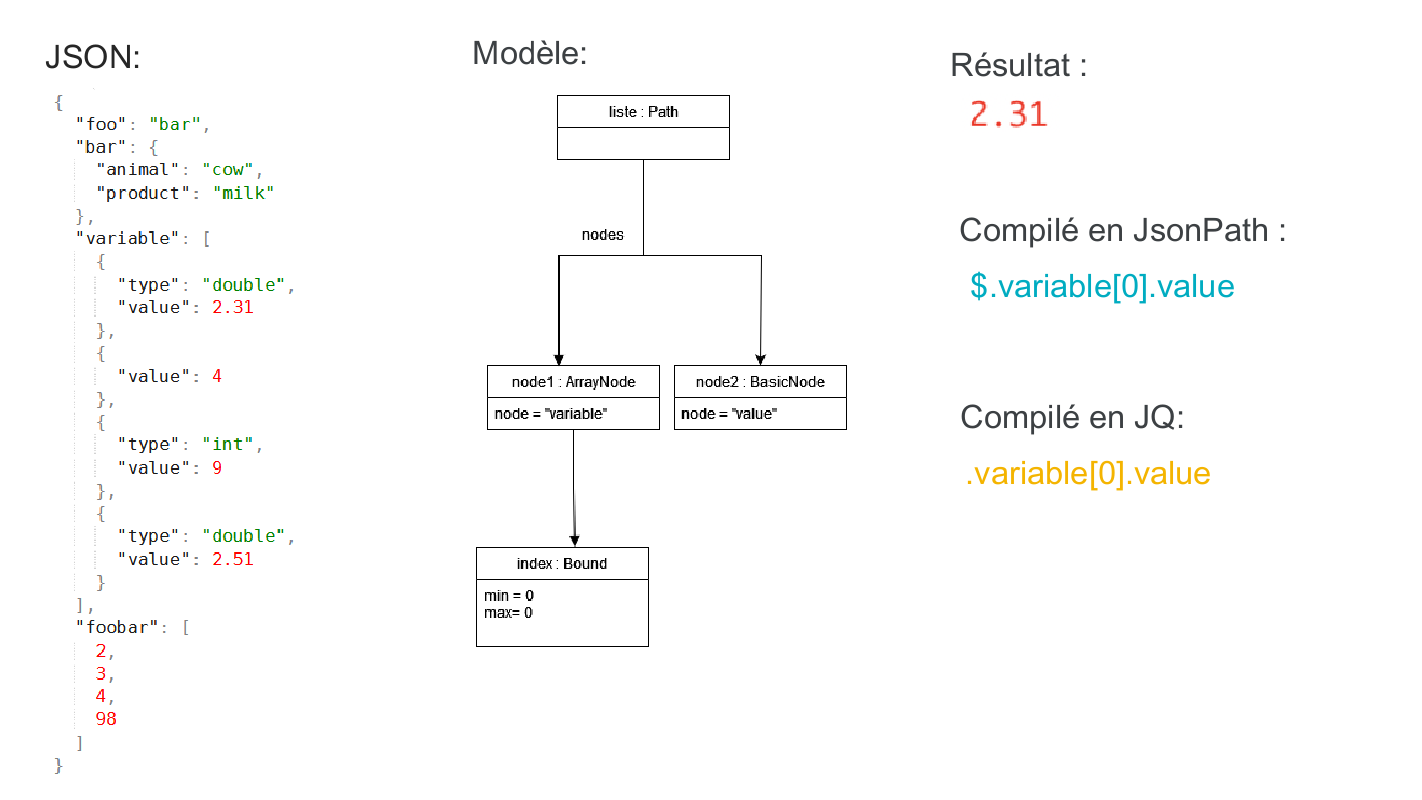 JSON:
{
"foo": "bar",
"bar": {
"animal": "cow",
"product": "milk"
},
"variable": [
{
"type": "double",
"value": 2.31
},
{
"value": 4
},
{
"type": "int",
"value": 9
},
{
"type": "double",
"value": 2.51
}
],
"foobar": [
2,
3,
4,
98
]
}
Modèle:
liste : Path
nodes
node1 : ArrayNode
node = "variable"
node2 : BasicNode
node = "value"
index : Bound
min = 0
max= 0
Résultat :
2.31
Compilé en JsonPath :
$.variable[0].value
Compilé en JQ:
.variable[0].value